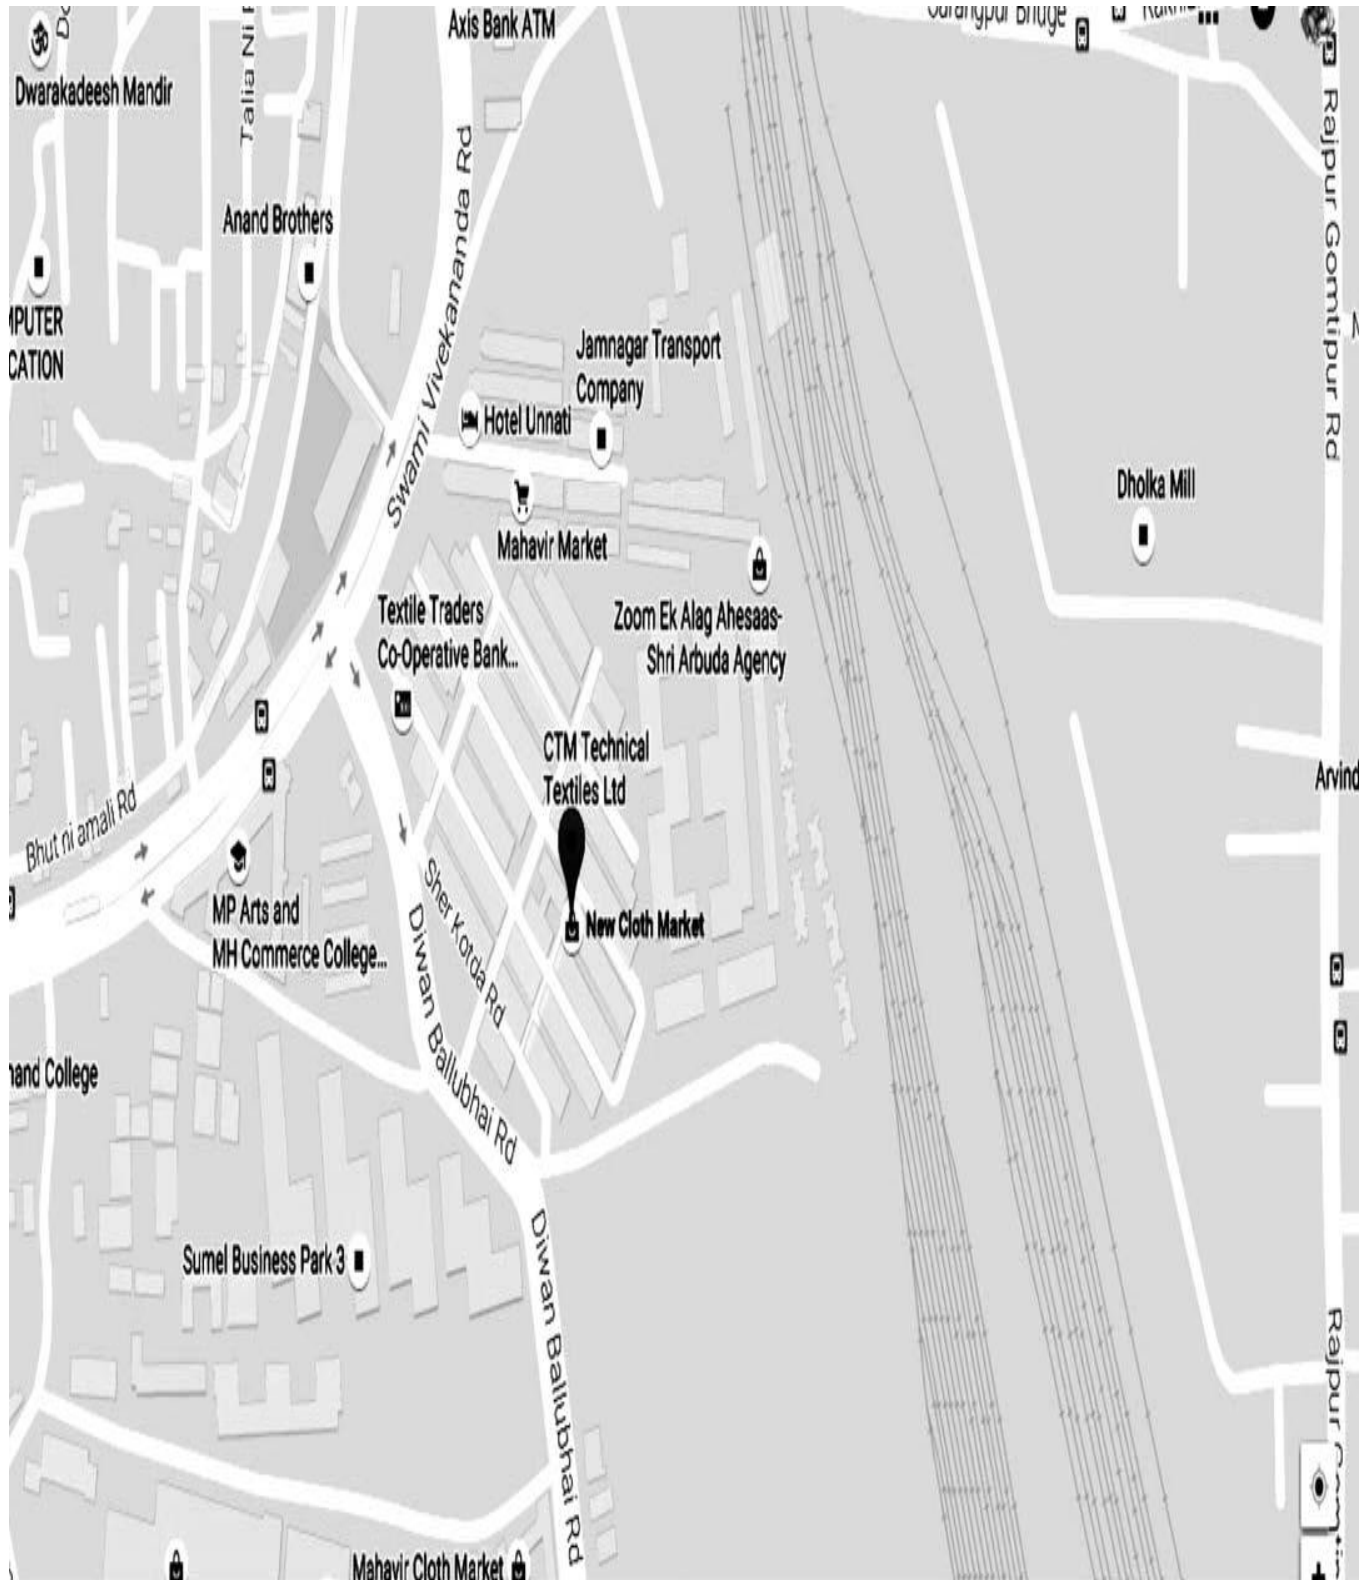 Axis Bank ATM
Dwarakadeesh Mandir
Talia Ni
Rajpur Gomtipur Rd
Anand Brothers
Swami Vivekananda Rd
MPUTER
CATION
Jamnagar Transport
Company
Hotel Unnati
Mahavir Market
Dholka Mill
Textile Traders
Co-Operative Bank...
Zoom Ek Alag Ahesaas-
Shri Arbuda Agency
CTM Technical
Textiles Ltd
Arvind
Bhut ni amali Rd
MP Arts and
MH Commerce College...
Sher Kotda Rd
New Cloth Market
Diwan Ballubhai Rd
nand College
Sumel Business Park 3
Diwan Ballubhai Rd
Rajpur
Mahavir Cloth Market